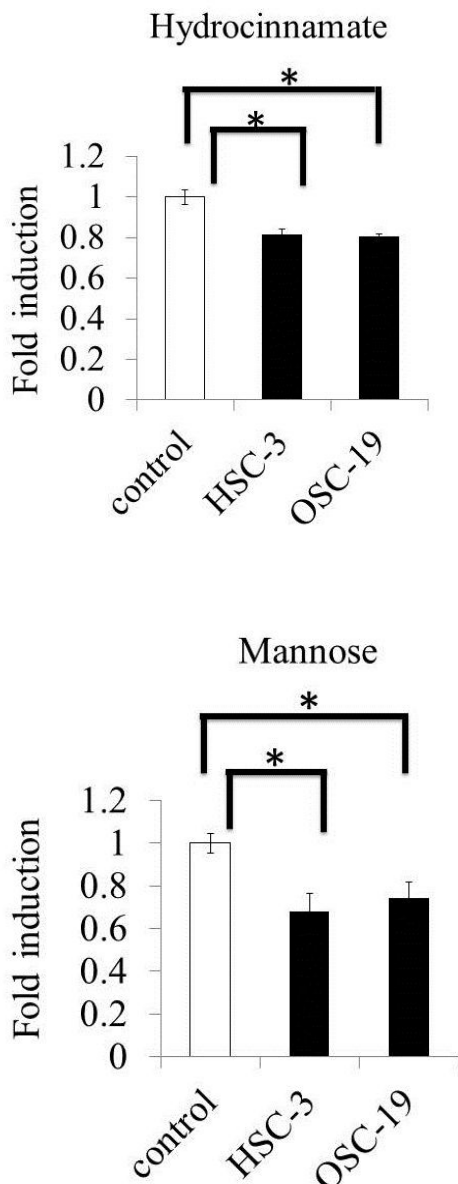 Hydrocinnamate
*
*
Fold induction
1.2
1
0.8
0.6
0.4
0.2
0
control
HSC-3
OSC-19
Mannose
*
*
Fold induction
1.2
1
0.8
0.6
0.4
0.2
0
control
HSC-3
OSC-19